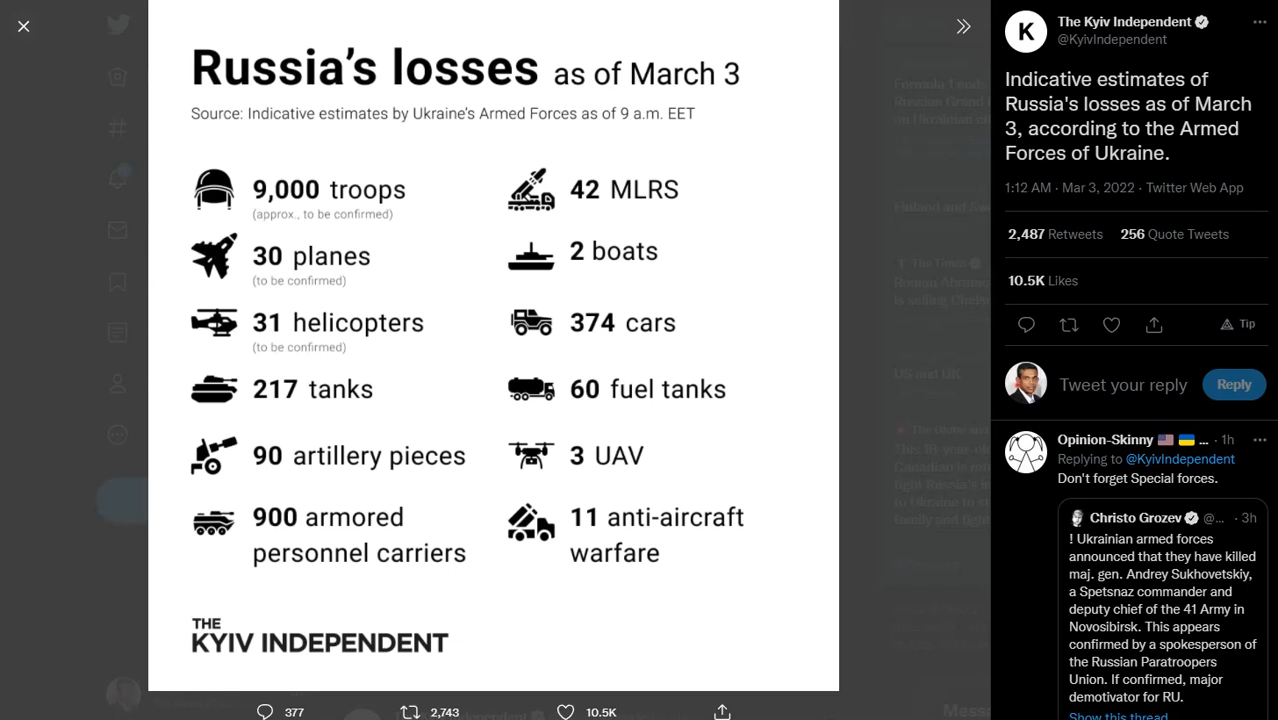 Russia's losses as of March 3
Source: Indicative estimates by Ukraine's Armed Forces as of 9 a.m. EET
9,000 troops
(approx., to be confirmed)
42 MLRS
30 planes
(to be confirmed)
2 boats
31 helicopters
(to be confirmed)
374 cars
217 tanks
60 fuel tanks
90 artillery pieces
3 UAV
900 armored
personnel carriers
11 anti-aircraft
warfare
THE
KYIV INDEPENDENT
377
2,743
10.5K
K
The Kyiv Independent
@KyivIndependent
Indicative estimates of
Russia's losses as of March
3, according to the Armed
Forces of Ukraine.
1:12 AM · Mar 3, 2022 · Twitter Web App
2,487 Retweets 256 Quote Tweets
10.5K Likes
Tip
Tweet your reply
Reply
Opinion-Skinny 🇺🇸 🇺🇦 ... · 1h
Replying to @KyivIndependent
Don't forget Special forces.
Christo Grozev @... · 3h
! Ukrainian armed forces
announced that they have killed
maj. gen. Andrey Sukhovetskiy,
a Spetsnaz commander and
deputy chief of the 41 Army in
Novosibirsk. This appears
confirmed by a spokesperson of
the Russian Paratroopers
Union. If confirmed, major
demotivator for RU.
Show this thread